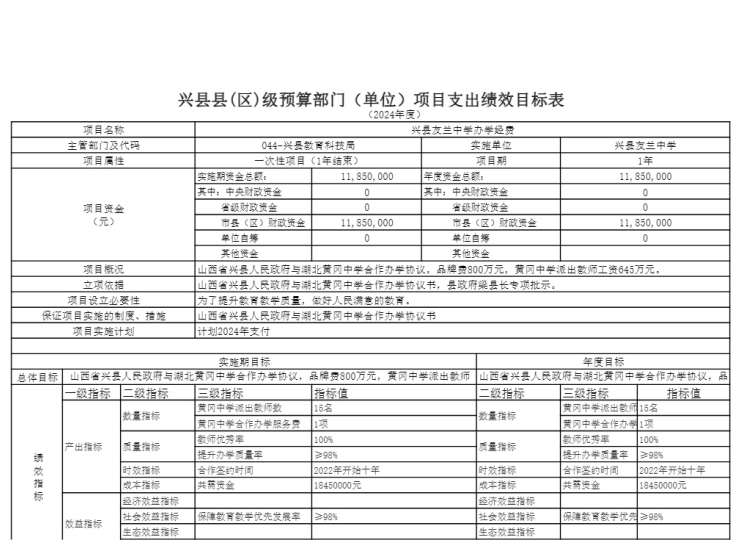 兴县县(区)级预算部门（单位）项目支出绩效目标表
（2024年度）
项目名称 兴县友兰中学办学经费
主管部门及代码 044-兴县教育科技局 实施单位 兴县友兰中学
项目属性 一次性项目（1年结束） 项目期 1年
项目资金（元） 实施期资金总额： 11,850,000 年度资金总额： 11,850,000
其中：中央财政资金 0 其中：中央财政资金 0
省级财政资金 0 省级财政资金 0
市县（区）财政资金 11,850,000 市县（区）财政资金 11,850,000
单位自筹 0 单位自筹 0
其他资金 其他资金
项目概况 山西省兴县人民政府与湖北黄冈中学合作办学协议，品牌费800万元，黄冈中学派出教师工资645万元。
立项依据 山西省兴县人民政府与湖北黄冈中学合作办学协议书，县政府梁县长专项批示。
项目设立必要性 为了提升教育教学质量，做好人民满意的教育。
保证项目实施的制度、措施 山西省兴县人民政府与湖北黄冈中学合作办学协议书
项目实施计划 计划2024年支付
实施期目标 年度目标
总体目标 山西省兴县人民政府与湖北黄冈中学合作办学协议，品牌费800万元，黄冈中学派出教师 山西省兴县人民政府与湖北黄冈中学合作办学协议，品
绩效指标 一级指标 二级指标 三级指标 指标值 二级指标 三级指标 指标值
产出指标 数量指标 黄冈中学派出教师数 15名 数量指标 黄冈中学派出教师 15名
黄冈中学合作办学服务费 1项 黄冈中学合作办学 1项
质量指标 教师优秀率 100% 质量指标 教师优秀率 100%
提升办学质量率 ≥98% 提升办学质量率 ≥98%
时效指标 合作签约时间 2022年开始十年 时效指标 合作签约时间 2022年开始十年
成本指标 共需资金 18450000元 成本指标 共需资金 18450000元
效益指标 经济效益指标 经济效益指标
社会效益指标 保障教育教学优先发展率 ≥98% 社会效益指标 保障教育教学优先 ≥98%
生态效益指标 生态效益指标